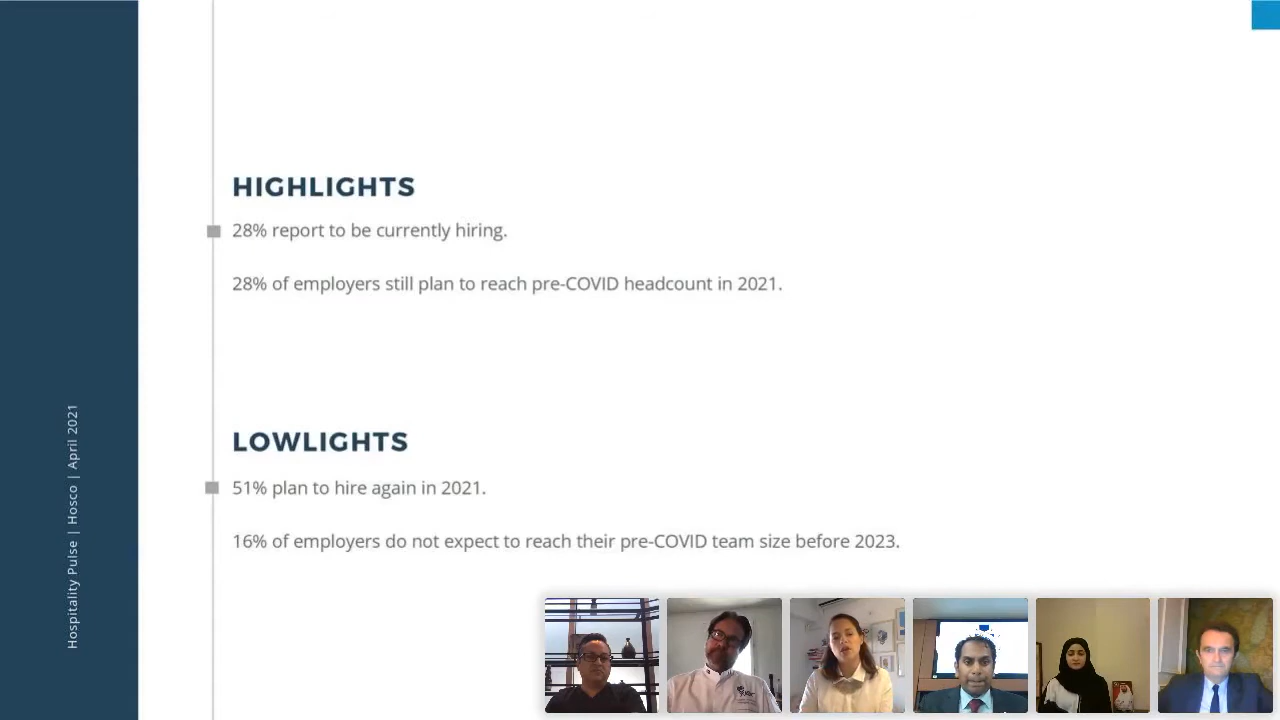 HIGHLIGHTS
28% report to be currently hiring.
28% of employers still plan to reach pre-COVID headcount in 2021.
LOWLIGHTS
51% plan to hire again in 2021.
16% of employers do not expect to reach their pre-COVID team size before 2023.
Hospitality Pulse | Hosco | April 2021